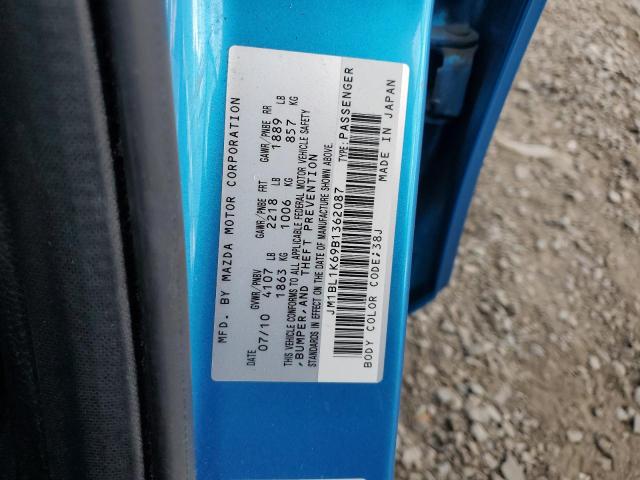 MFD. BY MAZDA MOTOR CORPORATION
DATE GVWR/PNBV GAWR/PNBE FRT GAWR/PNBE RR
07/10 4107 LB 2218 LB 1889 LB
1863 KG 1006 KG 857 KG
THIS VEHICLE CONFORMS TO ALL APPLICABLE FEDERAL MOTOR VEHICLE SAFETY
,BUMPER,AND THEFT PREVENTION
STANDARDS IN EFFECT ON THE DATE OF MANUFACTURE SHOWN ABOVE.
JM1BL1K69B1362087 TYPE:PASSENGER
BODY COLOR CODE;38J MADE IN JAPAN